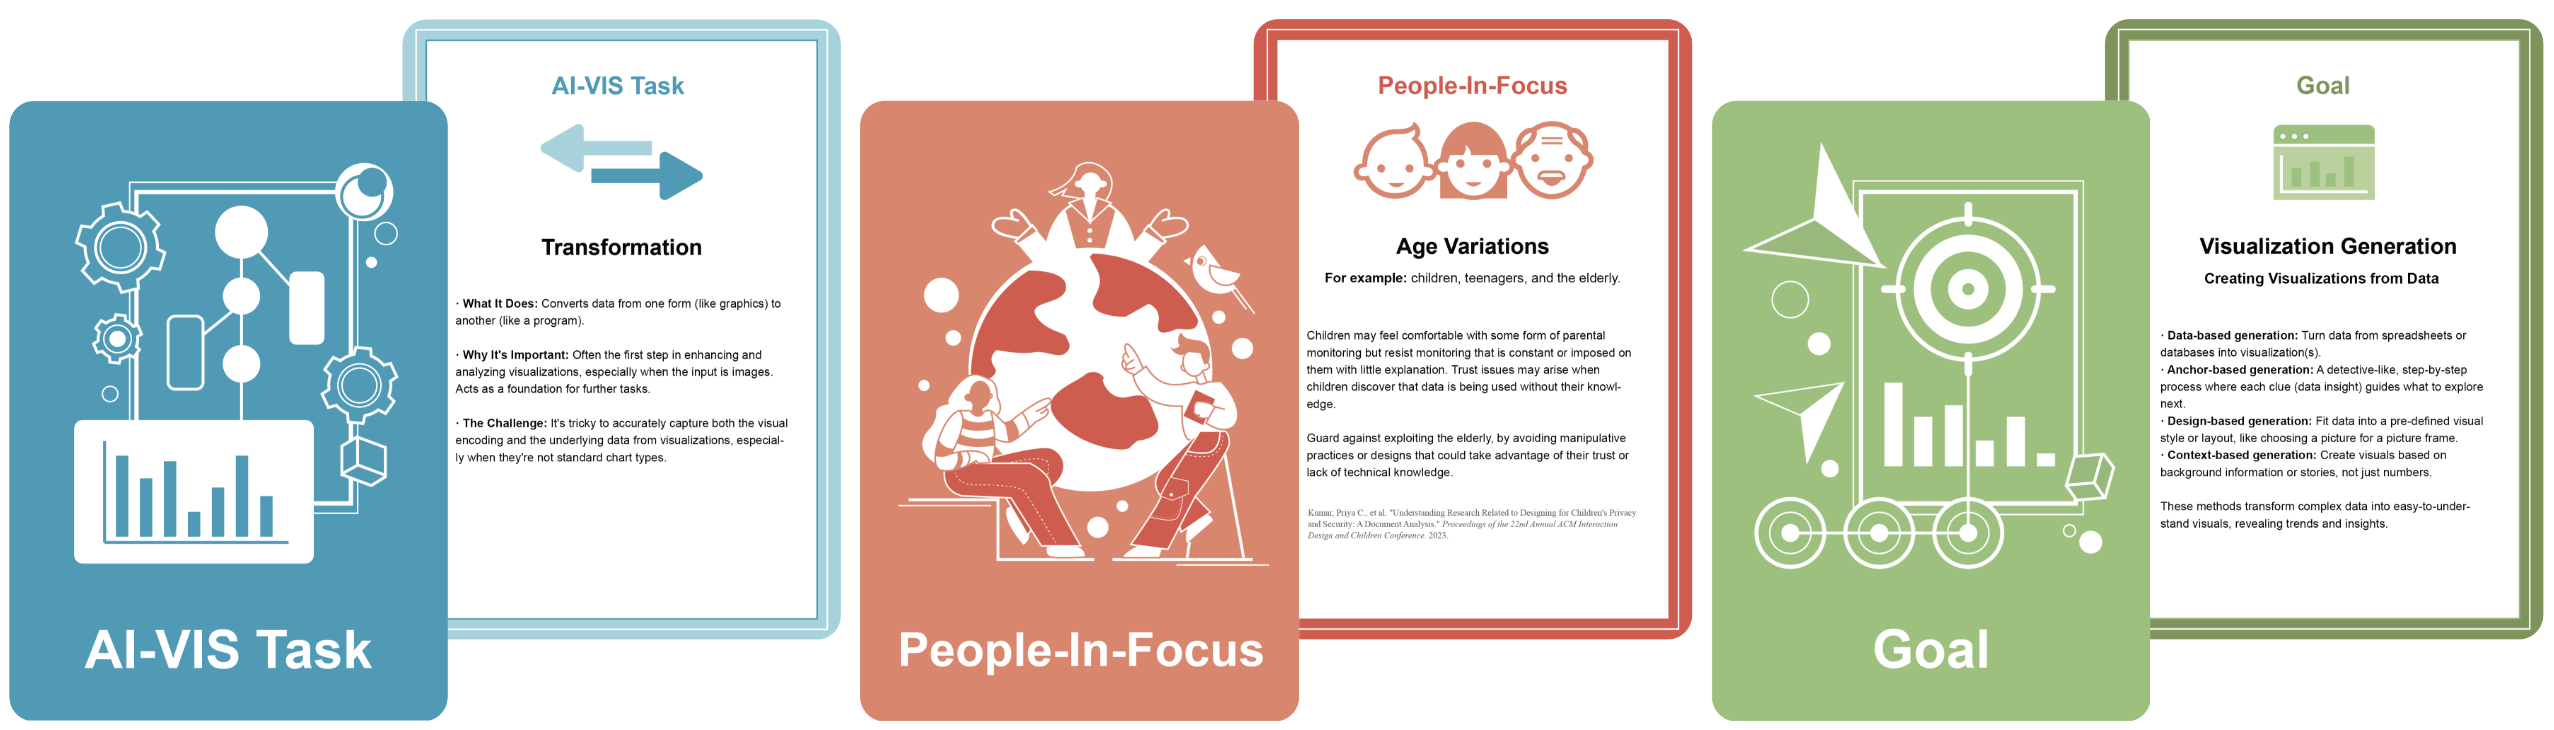 AI-VIS Task
AI-VIS Task
Transformation
· What It Does: Converts data from one form (like graphics) to
another (like a program).
· Why It's Important: Often the first step in enhancing and
analyzing visualizations, especially when the input is images.
Acts as a foundation for further tasks.
· The Challenge: It's tricky to accurately capture both the visual
encoding and the underlying data from visualizations, especial-
ly when they're not standard chart types.
People-In-Focus
People-In-Focus
Age Variations
For example: children, teenagers, and the elderly.
Children may feel comfortable with some form of parental
monitoring but resist monitoring that is constant or imposed on
them with little explanation. Trust issues may arise when
children discover that data is being used without their knowl-
edge.
Guard against exploiting the elderly, by avoiding manipulative
practices or designs that could take advantage of their trust or
lack of technical knowledge.
Kumar, Priya C., et al. "Understanding Research Related to Designing for Children's Privacy
and Security: A Document Analysis." Proceedings of the 22nd Annual ACM Interaction
Design and Children Conference. 2023.
Goal
Goal
Visualization Generation
Creating Visualizations from Data
· Data-based generation: Turn data from spreadsheets or
databases into visualization(s).
· Anchor-based generation: A detective-like, step-by-step
process where each clue (data insight) guides what to explore
next.
· Design-based generation: Fit data into a pre-defined visual
style or layout, like choosing a picture for a picture frame.
· Context-based generation: Create visuals based on
background information or stories, not just numbers.
These methods transform complex data into easy-to-under-
stand visuals, revealing trends and insights.